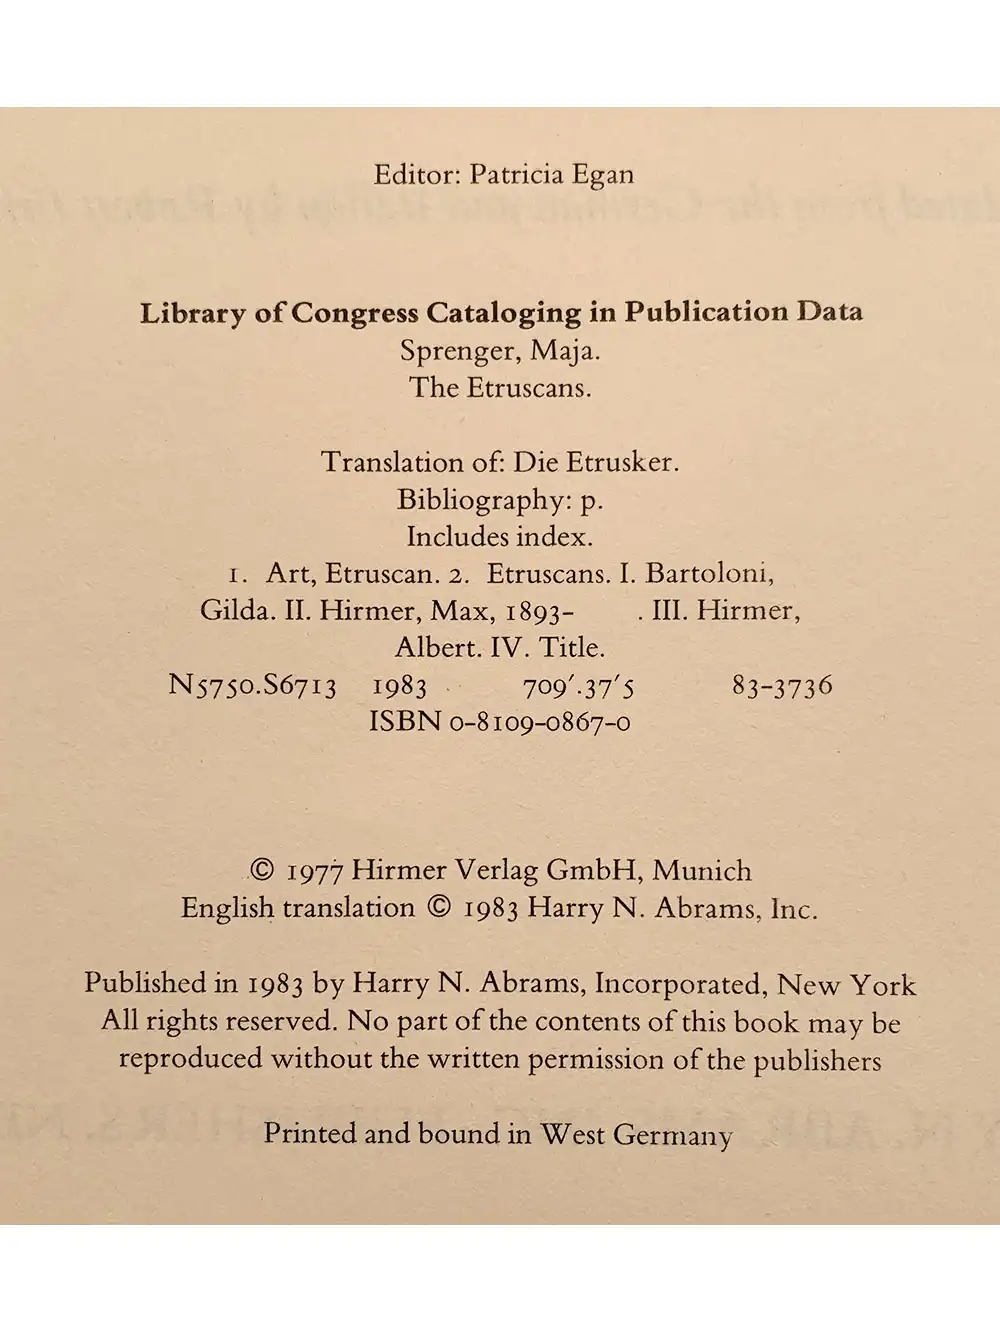 Editor: Patricia Egan
Library of Congress Cataloging in Publication Data
Sprenger, Maja.
The Etruscans.
Translation of: Die Etrusker.
Bibliography: p.
Includes index.
1. Art, Etruscan. 2. Etruscans. I. Bartoloni,
Gilda. II. Hirmer, Max, 1893- . III. Hirmer,
Albert. IV. Title.
N5750.S6713 1983 709′.37′5 83-3736
ISBN 0-8109-0867-0
© 1977 Hirmer Verlag GmbH, Munich
English translation © 1983 Harry N. Abrams, Inc.
Published in 1983 by Harry N. Abrams, Incorporated, New York
All rights reserved. No part of the contents of this book may be
reproduced without the written permission of the publishers
Printed and bound in West Germany